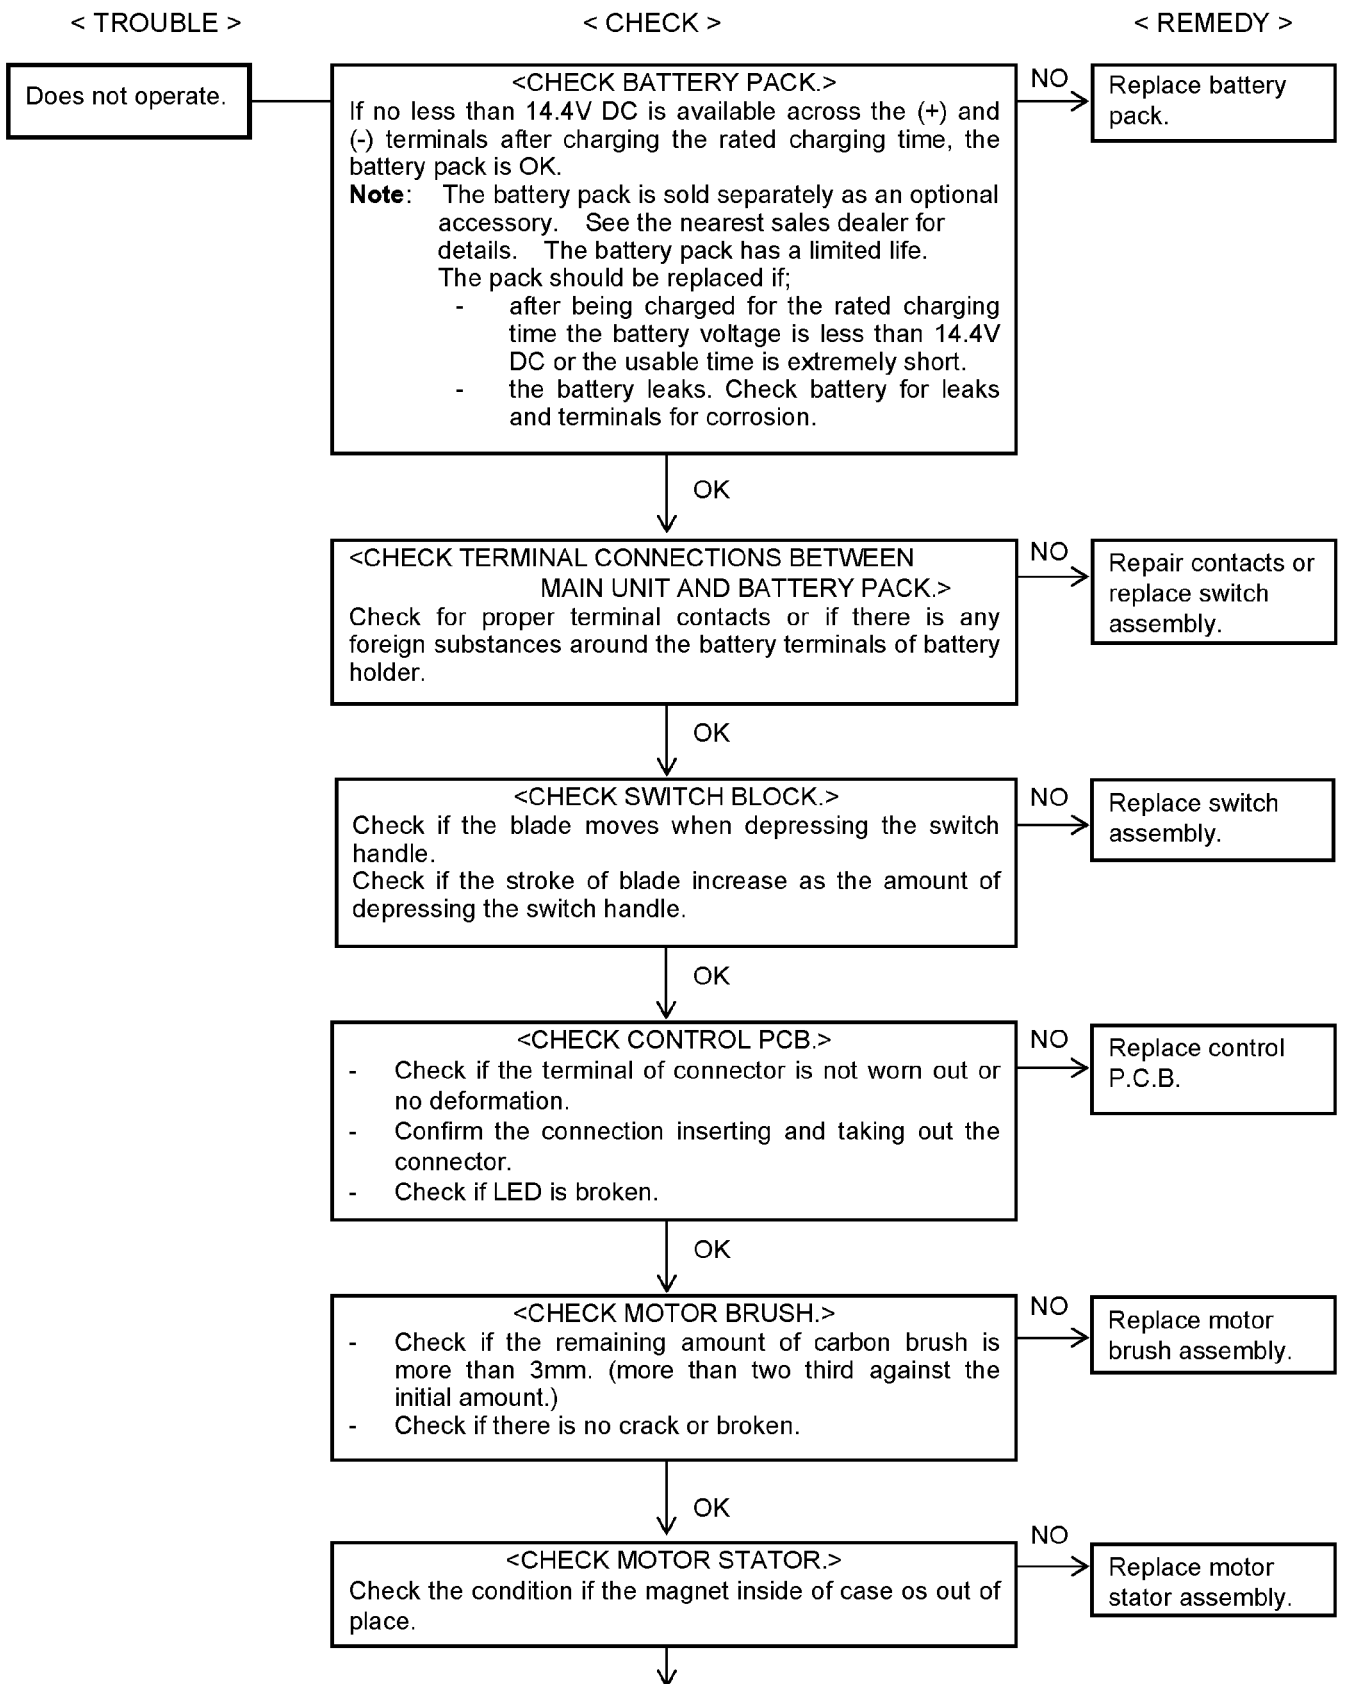 < TROUBLE > < CHECK > < REMEDY >
Does not operate.
<CHECK BATTERY PACK.>
If no less than 14.4V DC is available across the (+) and
(-) terminals after charging the rated charging time, the
battery pack is OK.
Note: The battery pack is sold separately as an optional
accessory. See the nearest sales dealer for
details. The battery pack has a limited life.
The pack should be replaced if;
- after being charged for the rated charging
time the battery voltage is less than 14.4V
DC or the usable time is extremely short.
- the battery leaks. Check battery for leaks
and terminals for corrosion.
NO
Replace battery
pack.
OK
<CHECK TERMINAL CONNECTIONS BETWEEN
MAIN UNIT AND BATTERY PACK.>
Check for proper terminal contacts or if there is any
foreign substances around the battery terminals of battery
holder.
NO
Repair contacts or
replace switch
assembly.
OK
<CHECK SWITCH BLOCK.>
Check if the blade moves when depressing the switch
handle.
Check if the stroke of blade increase as the amount of
depressing the switch handle.
NO
Replace switch
assembly.
OK
<CHECK CONTROL PCB.>
- Check if the terminal of connector is not worn out or
no deformation.
- Confirm the connection inserting and taking out the
connector.
- Check if LED is broken.
NO
Replace control
P.C.B.
OK
<CHECK MOTOR BRUSH.>
- Check if the remaining amount of carbon brush is
more than 3mm. (more than two third against the
initial amount.)
- Check if there is no crack or broken.
NO
Replace motor
brush assembly.
OK
<CHECK MOTOR STATOR.>
Check the condition if the magnet inside of case os out of
place.
NO
Replace motor
stator assembly.